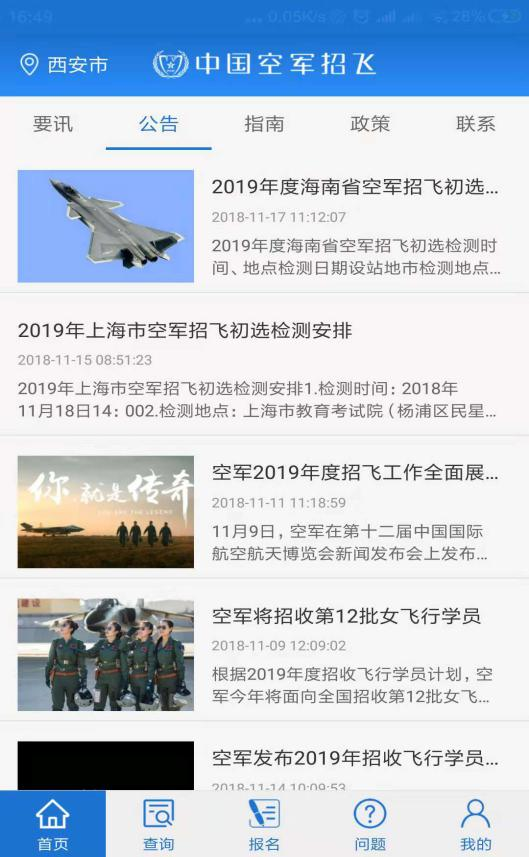 16:49
... 0.05K/s 28%
西安市
中国空军招飞
要讯 公告 指南 政策 联系
2019年度海南省空军招飞初选...
2018-11-17 11:12:07
2019年度海南省空军招飞初选检测时
间、地点检测日期设站地市检测地点...
2019年上海市空军招飞初选检测安排
2018-11-15 08:51:23
2019年上海市空军招飞初选检测安排1.检测时间：2018年
11月18日14：002.检测地点：上海市教育考试院（杨浦区民星...
你就是传奇
YOU ARE THE LEGEND
空军2019年度招飞工作全面展...
2018-11-11 11:18:59
11月9日，空军在第十二届中国国际
航空航天博览会新闻发布会上发布...
空军将招收第12批女飞行学员
2018-11-09 12:09:02
根据2019年度招收飞行学员计划，空
军今年将面向全国招收第12批女飞...
空军发布2019年招收飞行学员...
2018-11-14 10:09:53
首页 查询 报名 问题 我的